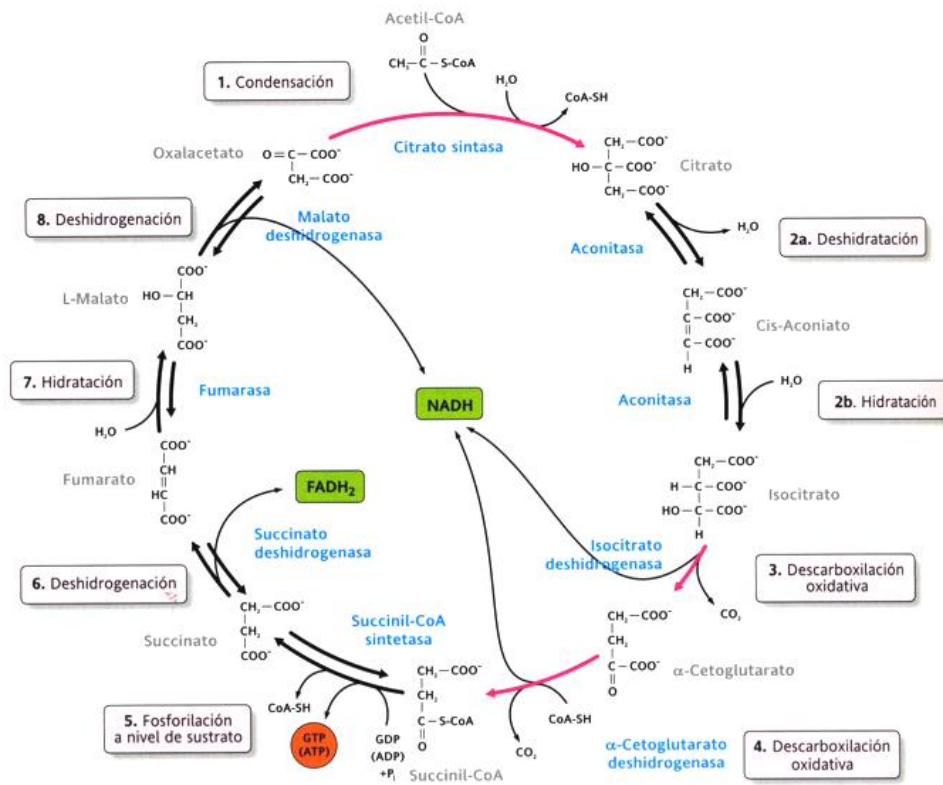 Acetil-CoA
O
CH₃—C—S-CoA
1. Condensación
H₂O
CoA-SH
Citrato sintasa
Oxalacetato
O=C—COO⁻
CH₂—COO⁻
CH₂—COO⁻
HO—C—COO⁻
CH₂—COO⁻
Citrato
8. Deshidrogenación
Malato
deshidrogenasa
Aconitasa
H₂O
2a. Deshidratación
L-Malato
COO⁻
HO—CH
CH₂
COO⁻
CH₂—COO⁻
C—COO⁻
C—COO⁻
H
Cis-Aconiato
7. Hidratación
Fumarasa
H₂O
NADH
Aconitasa
H₂O
2b. Hidratación
Fumarato
COO⁻
CH
HC
COO⁻
FADH₂
CH₂—COO⁻
H—C—COO⁻
HO—C—COO⁻
H
Isocitrato
Succinato
deshidrogenasa
Isocitrato
deshidrogenasa
6. Deshidrogenación
3. Descarboxilación
oxidativa
CO₂
Succinato
CH₂—COO⁻
CH₂
COO⁻
Succinil-CoA
sintetasa
CH₂—COO⁻
CH₂
C—COO⁻
O
α-Cetoglutarato
CH₂—COO⁻
CH₂
C—S-CoA
O
Succinil-CoA
5. Fosforilación
a nivel de sustrato
CoA-SH
GTP
(ATP)
GDP
(ADP)
+Pᵢ
CO₂
CoA-SH
α-Cetoglutarato
deshidrogenasa
4. Descarboxilación
oxidativa